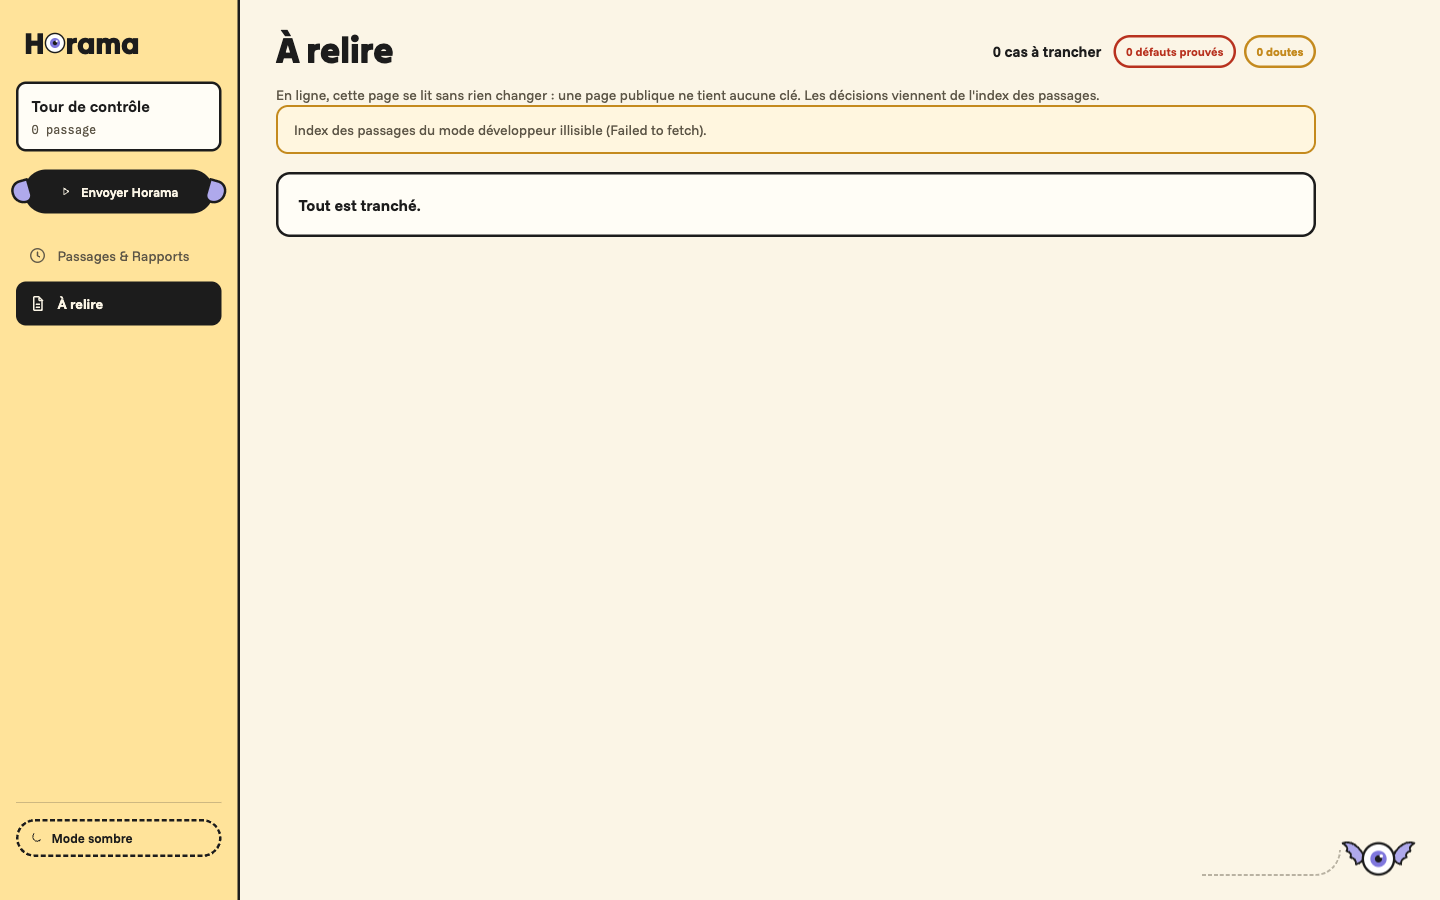 Horama
Tour de contrôle
0 passage
Envoyer Horama
Passages & Rapports
À relire
Mode sombre
À relire
0 cas à trancher
0 défauts prouvés
0 doutes
En ligne, cette page se lit sans rien changer : une page publique ne tient aucune clé. Les décisions viennent de l'index des passages.
Index des passages du mode développeur illisible (Failed to fetch).
Tout est tranché.